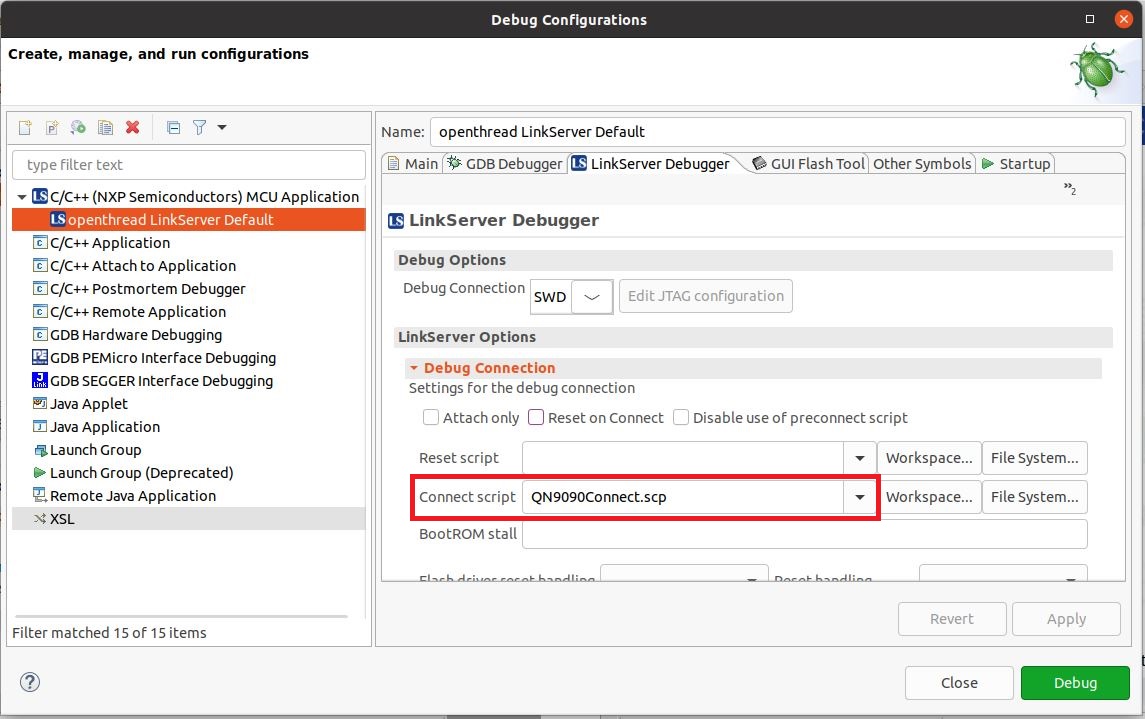 Debug Configurations
Create, manage, and run configurations
type filter text
C/C++ (NXP Semiconductors) MCU Application
openthread LinkServer Default
C/C++ Application
C/C++ Attach to Application
C/C++ Postmortem Debugger
C/C++ Remote Application
GDB Hardware Debugging
GDB PEMicro Interface Debugging
GDB SEGGER Interface Debugging
Java Applet
Java Application
Launch Group
Launch Group (Deprecated)
Remote Java Application
XSL
Filter matched 15 of 15 items
Name: openthread LinkServer Default
Main GDB Debugger LS LinkServer Debugger GUI Flash Tool Other Symbols Startup
»2
LS LinkServer Debugger
Debug Options
Debug Connection SWD Edit JTAG configuration
LinkServer Options
Debug Connection
Settings for the debug connection
Attach only Reset on Connect Disable use of preconnect script
Reset script Workspace... File System...
Connect script QN9090Connect.scp Workspace... File System...
BootROM stall
Flash driver reset handling Reset handling
Revert Apply
? Close Debug